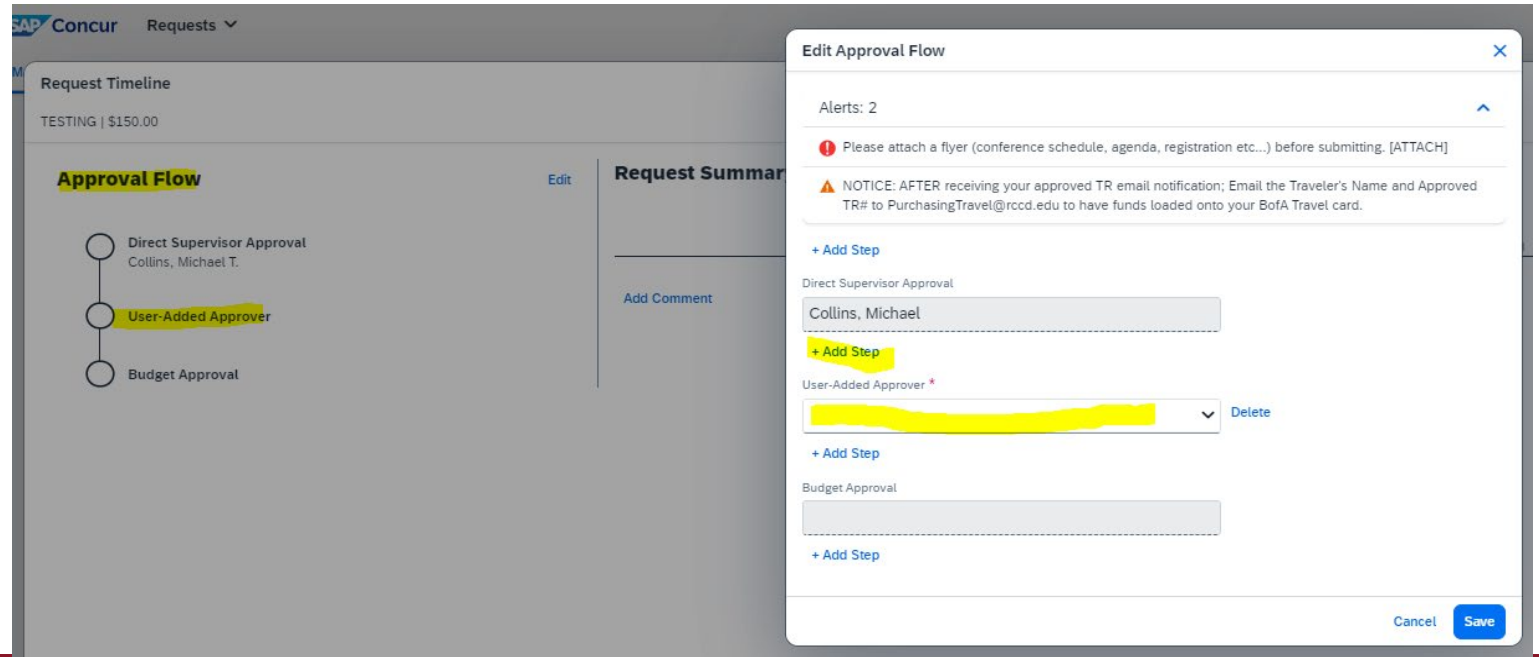 SAP Concur Requests
M
Request Timeline
TESTING | $150.00
Approval Flow
Edit
Direct Supervisor Approval
Collins, Michael T.
User-Added Approver
Budget Approval
Request Summar
Add Comment
Edit Approval Flow
Alerts: 2
Please attach a flyer (conference schedule, agenda, registration etc...) before submitting. [ATTACH]
NOTICE: AFTER receiving your approved TR email notification; Email the Traveler's Name and Approved
TR# to PurchasingTravel@rccd.edu to have funds loaded onto your BofA Travel card.
+ Add Step
Direct Supervisor Approval
Collins, Michael
+ Add Step
User-Added Approver *
Delete
+ Add Step
Budget Approval
+ Add Step
Cancel Save